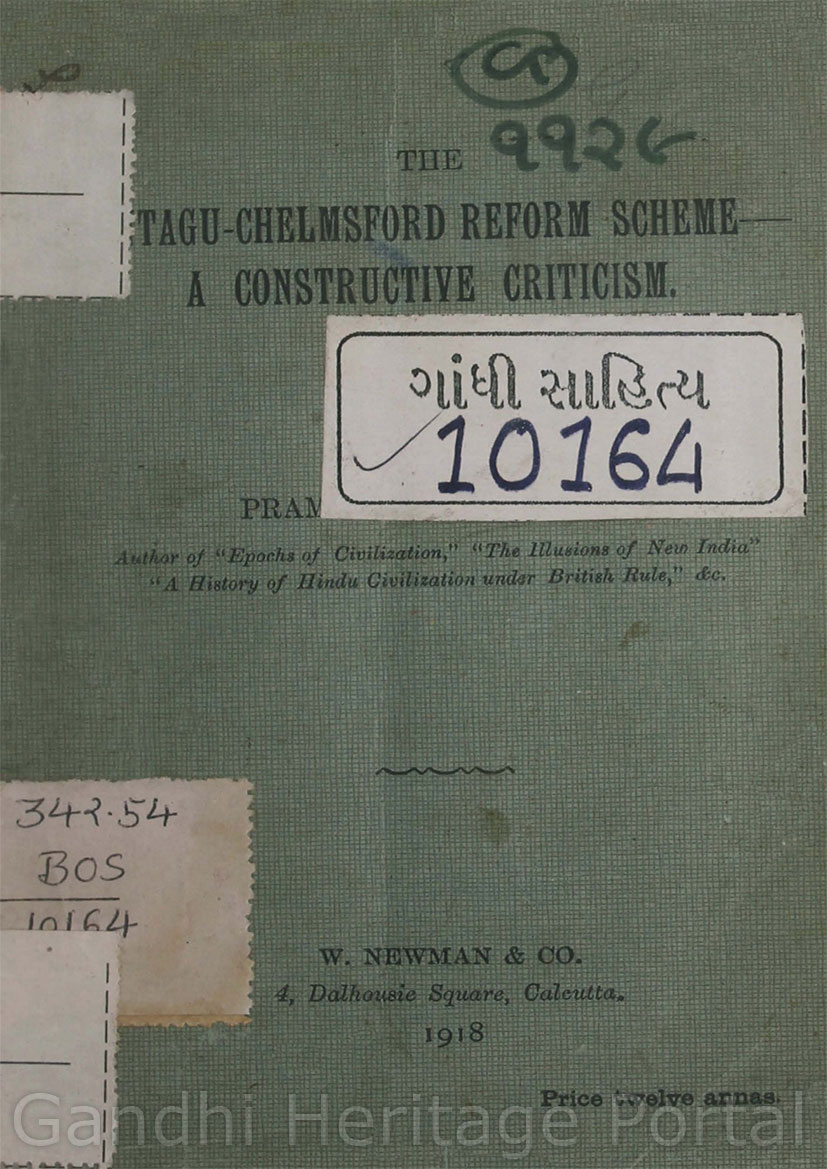 ૧૧૨૯
THE
TAGU-CHELMSFORD REFORM SCHEME—
A CONSTRUCTIVE CRITICISM.
ગાંધી સાહિત્ય
10164
PRAM
Author of "Epochs of Civilization," "The Illusions of New India"
"A History of Hindu Civilization under British Rule," &c.
342.54
BOS
10164
W. NEWMAN & CO.
4, Dalhousie Square, Calcutta.
1918
Price twelve annas.
Gandhi Heritage Portal